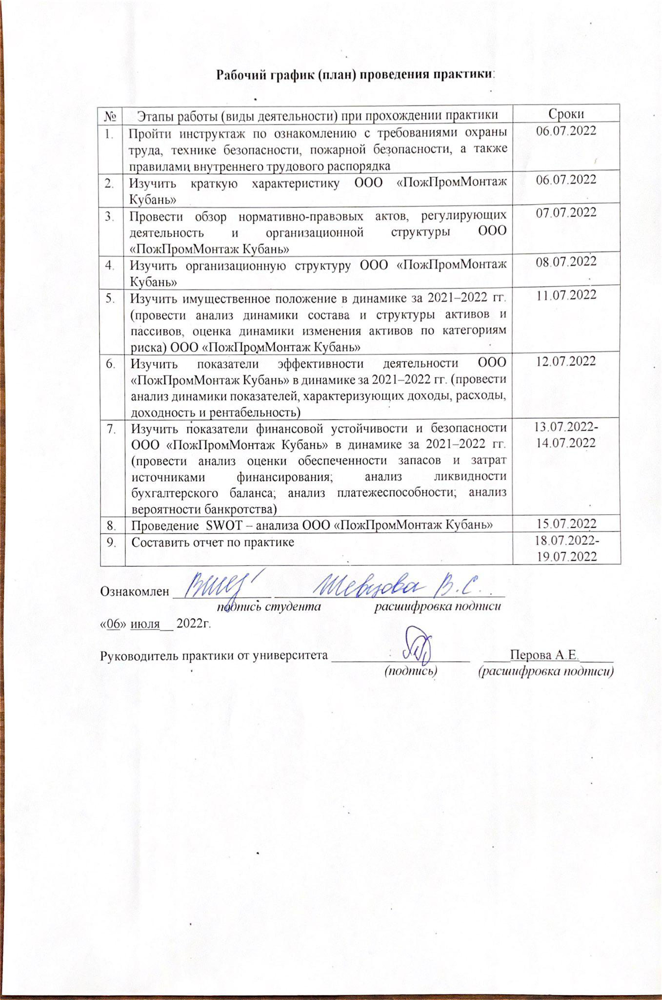 Рабочий график (план) проведения практики:
№ Этапы работы (виды деятельности) при прохождении практики Сроки
1. Пройти инструктаж по ознакомлению с требованиями охраны 06.07.2022
труда, технике безопасности, пожарной безопасности, а также
правилами внутреннего трудового распорядка
2. Изучить краткую характеристику ООО «ПожПромМонтаж 06.07.2022
Кубань»
3. Провести обзор нормативно-правовых актов, регулирующих 07.07.2022
деятельность и организационной структуры ООО
«ПожПромМонтаж Кубань»
4. Изучить организационную структуру ООО «ПожПромМонтаж 08.07.2022
Кубань»
5. Изучить имущественное положение в динамике за 2021–2022 гг. 11.07.2022
(провести анализ динамики состава и структуры активов и
пассивов, оценка динамики изменения активов по категориям
риска) ООО «ПожПромМонтаж Кубань»
6. Изучить показатели эффективности деятельности ООО 12.07.2022
«ПожПромМонтаж Кубань» в динамике за 2021–2022 гг. (провести
анализ динамики показателей, характеризующих доходы, расходы,
доходность и рентабельность)
7. Изучить показатели финансовой устойчивости и безопасности 13.07.2022-
ООО «ПожПромМонтаж Кубань» в динамике за 2021–2022 гг. 14.07.2022
(провести анализ оценки обеспеченности запасов и затрат
источниками финансирования; анализ ликвидности
бухгалтерского баланса; анализ платежеспособности; анализ
вероятности банкротства)
8. Проведение SWOT – анализа ООО «ПожПромМонтаж Кубань» 15.07.2022
9. Составить отчет по практике 18.07.2022-
19.07.2022
Ознакомлен Шевцова В.С.
подпись студента расшифровка подписи
«06» июля__ 2022г.
Руководитель практики от университета ____Перова А.Е._____
(подпись) (расшифровка подписи)